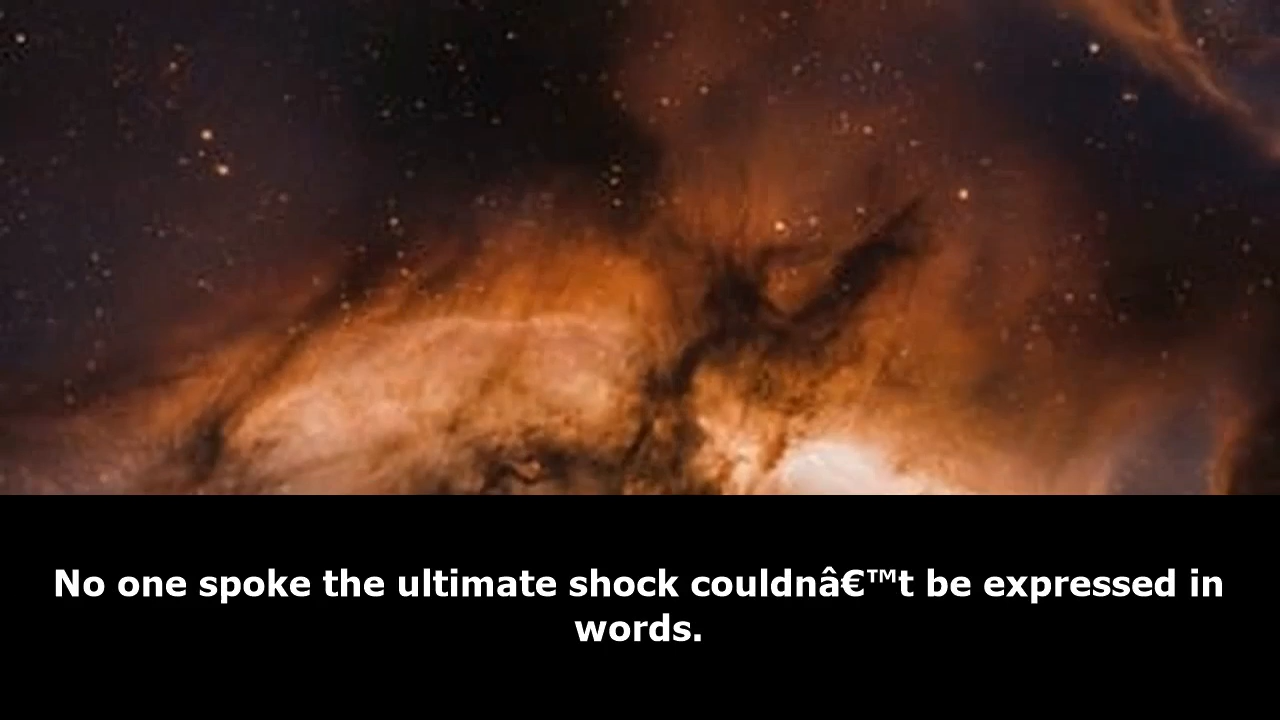 No one spoke the ultimate shock couldnâ€™t be expressed in
words.